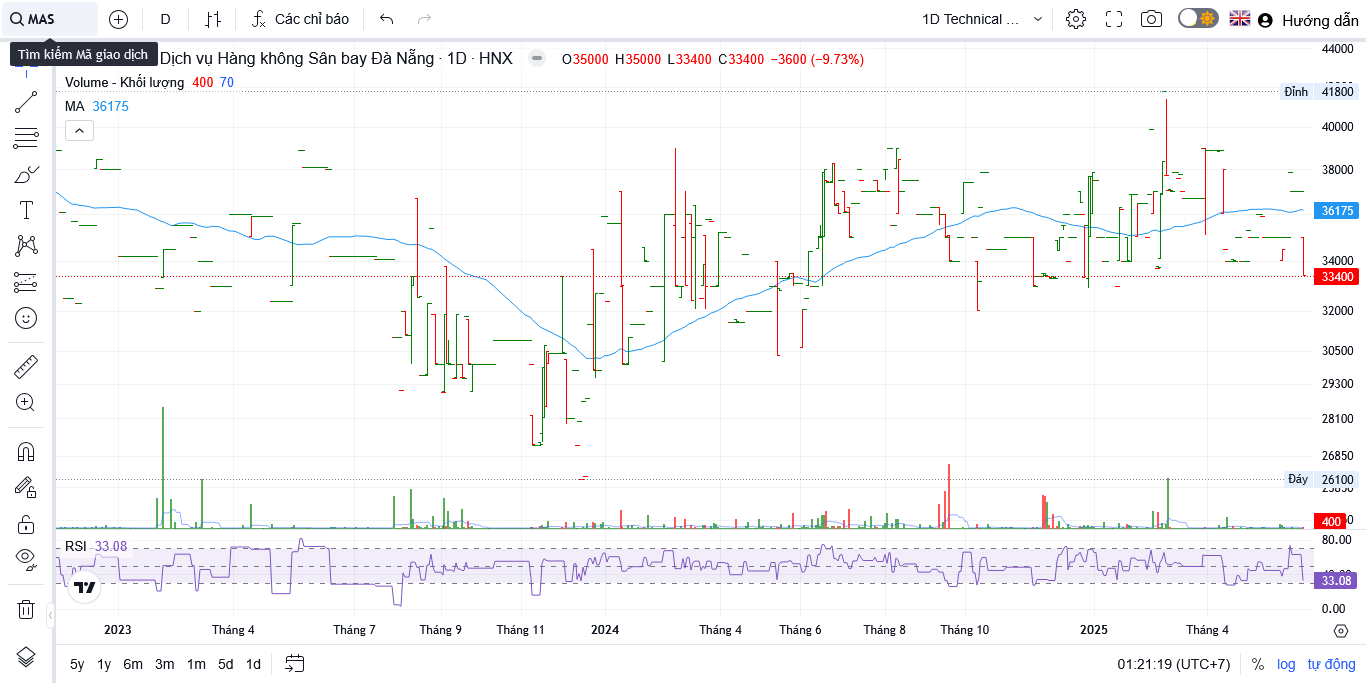 MAS D Các chỉ báo 1D Technical ... Hướng dẫn
Tìm kiếm Mã giao dịch
Dịch vụ Hàng không Sân bay Đà Nẵng · 1D · HNX O35000 H35000 L33400 C33400 −3600 (−9.73%)
Volume - Khối lượng 400 70
MA 36175
44000
Đỉnh 41800
40000
38000
36175
34000
33400
32000
30500
29300
28100
26850
Đáy 26100
400
RSI 33.08
80.00
33.08
0.00
2023 Tháng 4 Tháng 7 Tháng 9 Tháng 11 2024 Tháng 4 Tháng 6 Tháng 8 Tháng 10 2025 Tháng 4
5y 1y 6m 3m 1m 5d 1d 01:21:19 (UTC+7) % log tự động